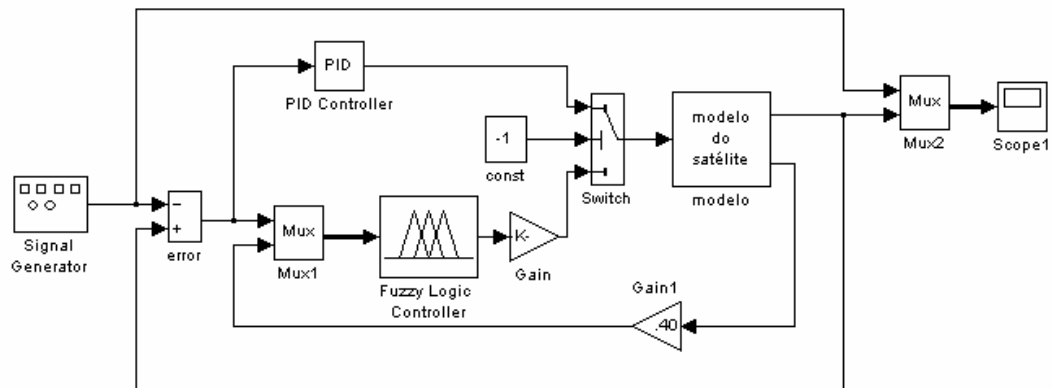 PID
PID Controller
-1
const
Switch
modelo
do
satélite
modelo
Mux
Mux2
Scope1
Signal
Generator
−
+
error
Mux
Mux1
Fuzzy Logic
Controller
K-
Gain
Gain1
.40